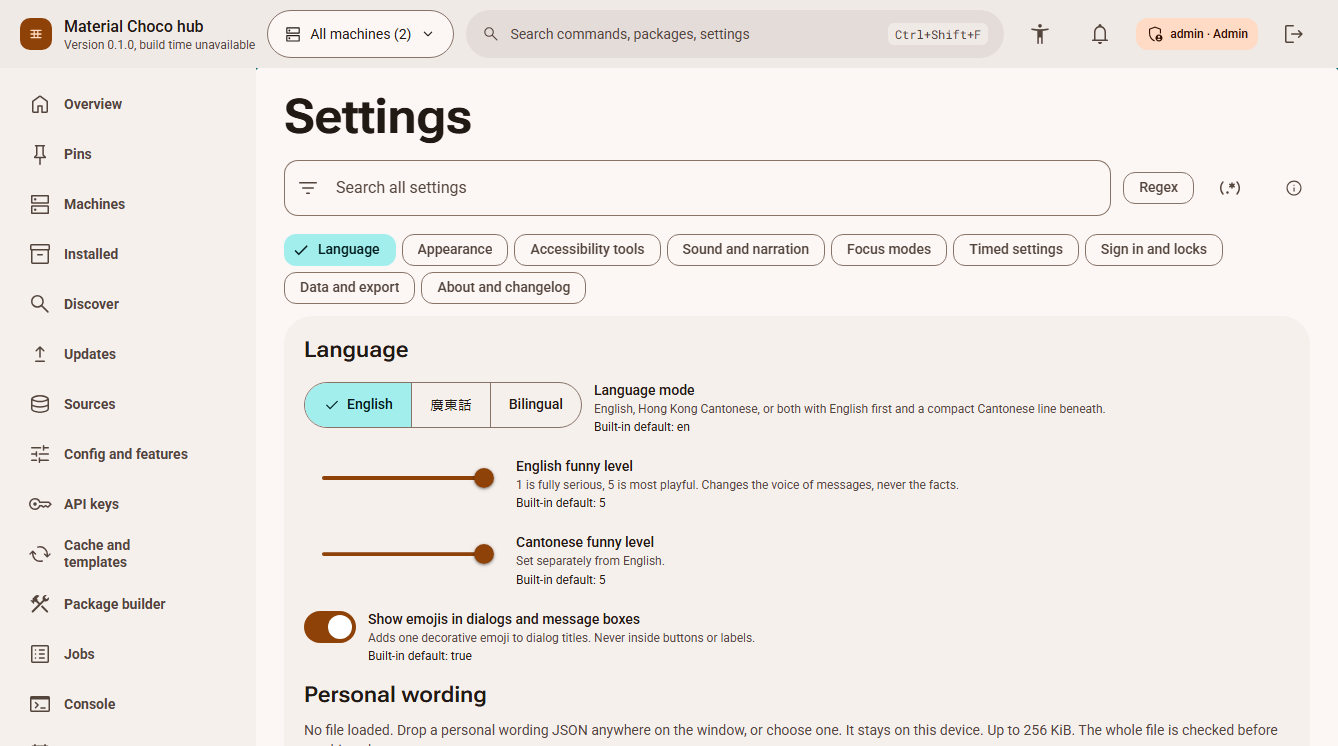 Material Choco hub
Version 0.1.0, build time unavailable
All machines (2)
Search commands, packages, settings
Ctrl+Shift+F
admin · Admin
Overview
Pins
Machines
Installed
Discover
Updates
Sources
Config and features
API keys
Cache and
templates
Package builder
Jobs
Console
Settings
Search all settings
Regex
(.*)
Language
Appearance
Accessibility tools
Sound and narration
Focus modes
Timed settings
Sign in and locks
Data and export
About and changelog
Language
English
廣東話
Bilingual
Language mode
English, Hong Kong Cantonese, or both with English first and a compact Cantonese line beneath.
Built-in default: en
English funny level
1 is fully serious, 5 is most playful. Changes the voice of messages, never the facts.
Built-in default: 5
Cantonese funny level
Set separately from English.
Built-in default: 5
Show emojis in dialogs and message boxes
Adds one decorative emoji to dialog titles. Never inside buttons or labels.
Built-in default: true
Personal wording
No file loaded. Drop a personal wording JSON anywhere on the window, or choose one. It stays on this device. Up to 256 KiB. The whole file is checked before